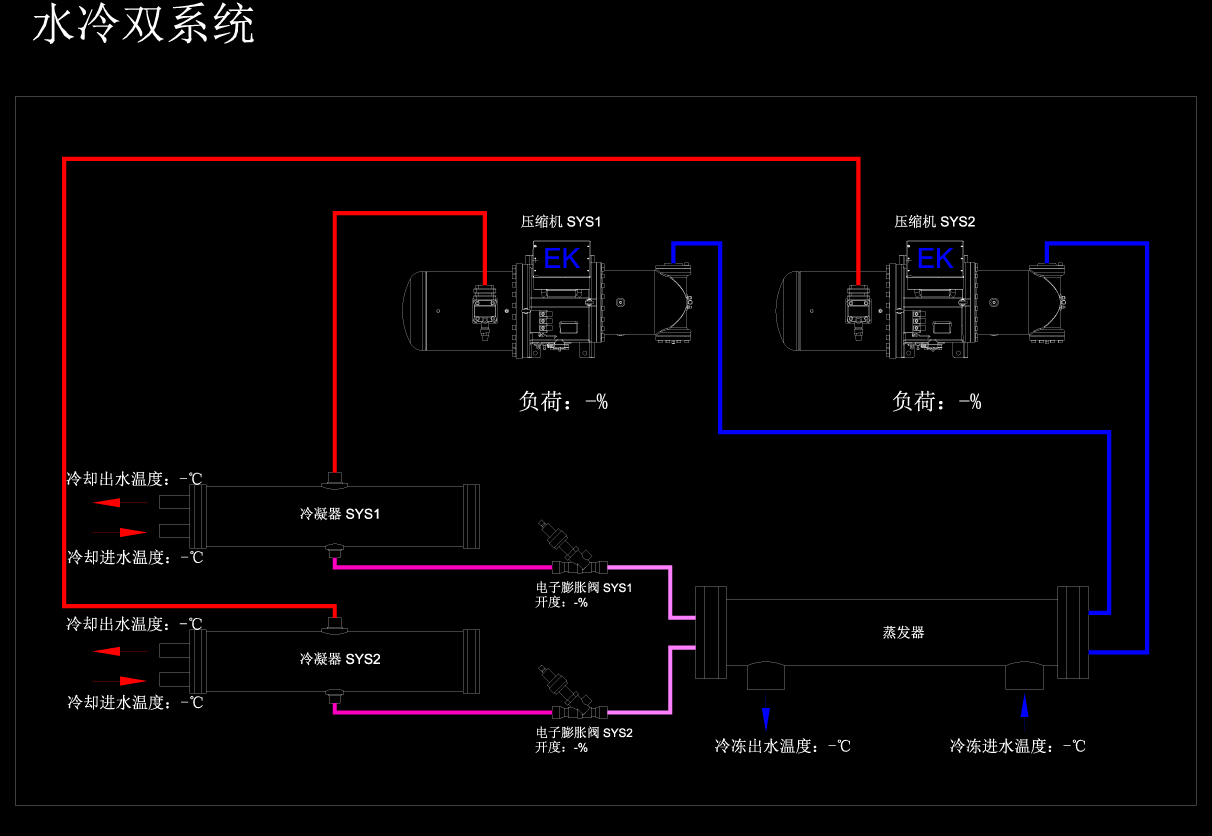 水冷双系统
压缩机 SYS1
压缩机 SYS2
EK
EK
负荷：-%
负荷：-%
冷却出水温度：-℃
冷凝器 SYS1
冷却进水温度：-℃
电子膨胀阀 SYS1
开度：-%
冷却出水温度：-℃
蒸发器
冷凝器 SYS2
冷却进水温度：-℃
电子膨胀阀 SYS2
开度：-%
冷冻出水温度：-℃
冷冻进水温度：-℃